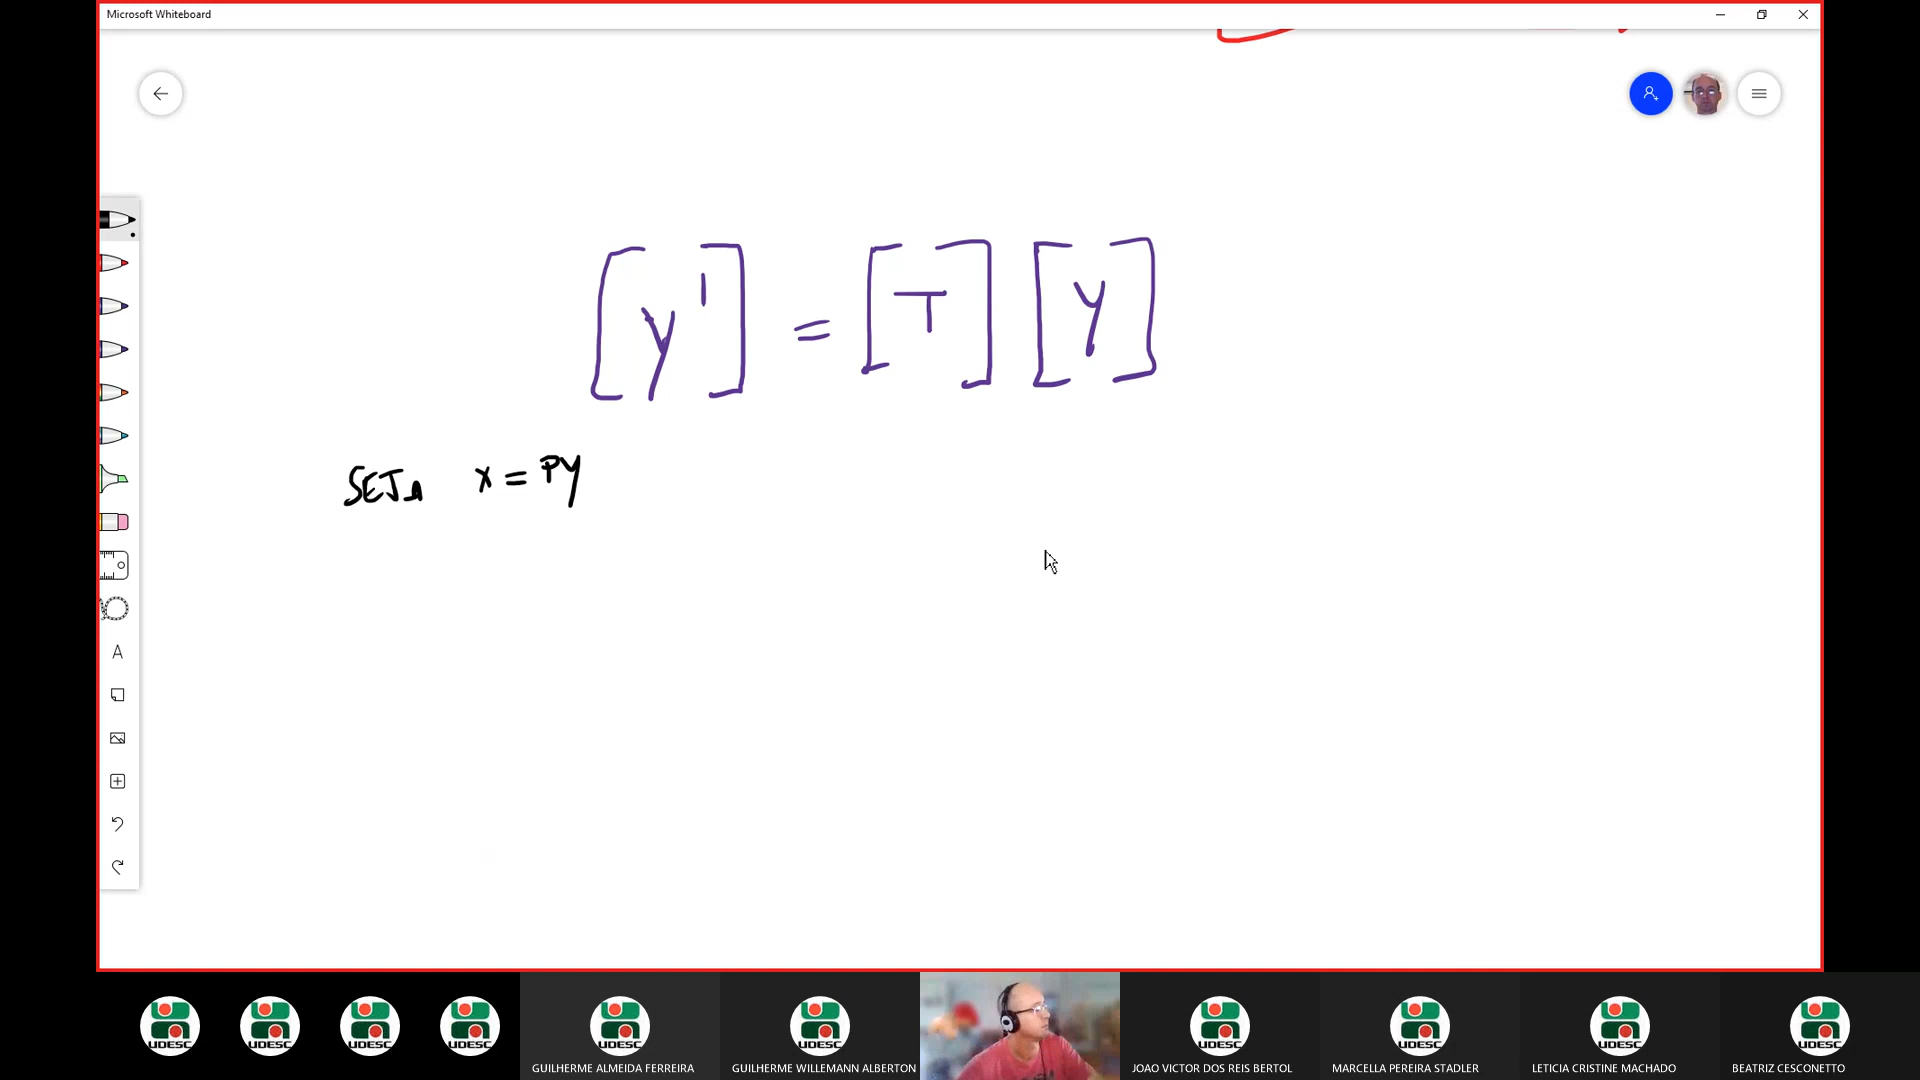 Microsoft Whiteboard
[y'] = [T] [y]
SEJA x = PY
A
UDESC
UDESC
UDESC
UDESC
UDESC
UDESC
UDESC
UDESC
UDESC
UDESC
GUILHERME ALMEIDA FERREIRA
GUILHERME WILLEMANN ALBERTON
JOAO VICTOR DOS REIS BERTOL
MARCELLA PEREIRA STADLER
LETICIA CRISTINE MACHADO
BEATRIZ CESCONETTO